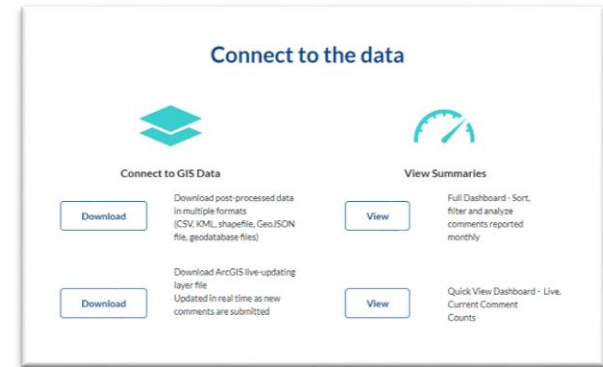 Connect to the data
Connect to GIS Data
Download
Download post-processed data
in multiple formats
(CSV, KML, shapefile, GeoJSON
file, geodatabase files)
Download
Download ArcGIS live-updating
layer file
Updated in real time as new
comments are submitted
View Summaries
View
Full Dashboard - Sort,
filter and analyze
comments reported
monthly
View
Quick View Dashboard - Live,
Current Comment
Counts